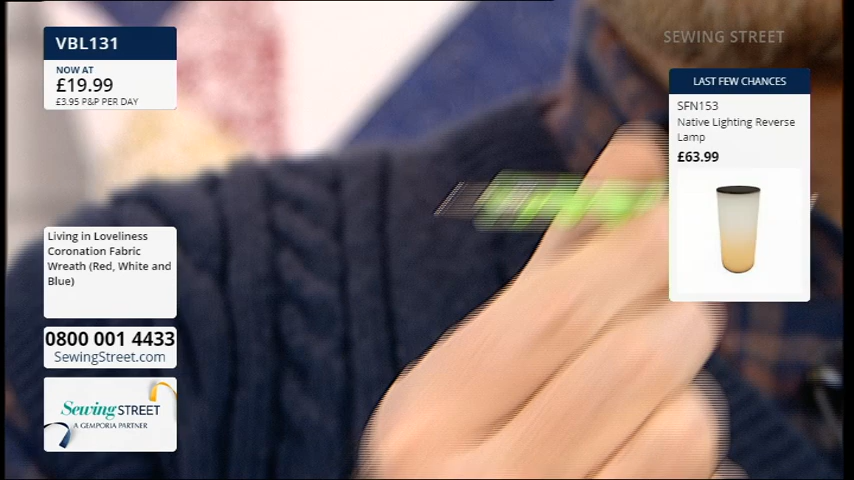 VBL131
NOW AT
£19.99
£3.95 P&P PER DAY
SEWING STREET
LAST FEW CHANCES
SFN153
Native Lighting Reverse
Lamp
£63.99
Living in Loveliness
Coronation Fabric
Wreath (Red, White and
Blue)
0800 001 4433
SewingStreet.com
Sewing STREET
A GEMPORIA PARTNER